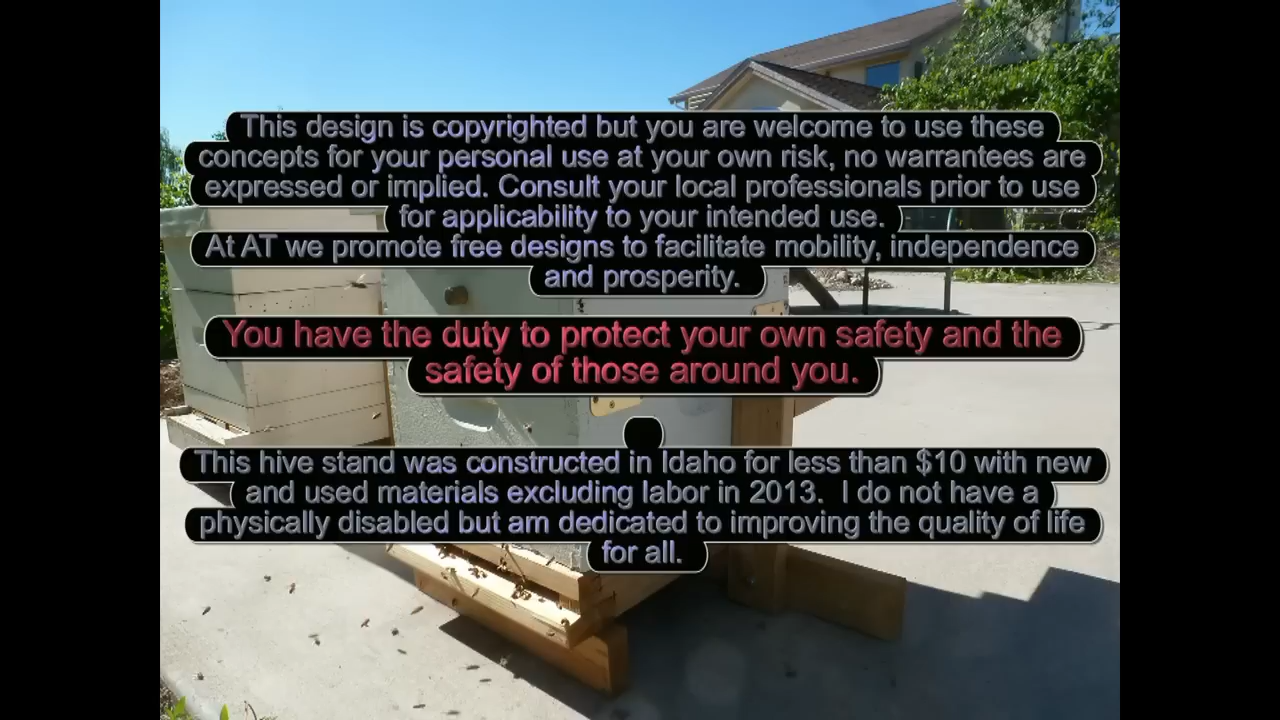 This design is copyrighted but you are welcome to use these
concepts for your personal use at your own risk, no warrantees are
expressed or implied. Consult your local professionals prior to use
for applicability to your intended use.
At AT we promote free designs to facilitate mobility, independence
and prosperity.
You have the duty to protect your own safety and the
safety of those around you.
This hive stand was constructed in Idaho for less than $10 with new
and used materials excluding labor in 2013.  I do not have a
physically disabled but am dedicated to improving the quality of life
for all.